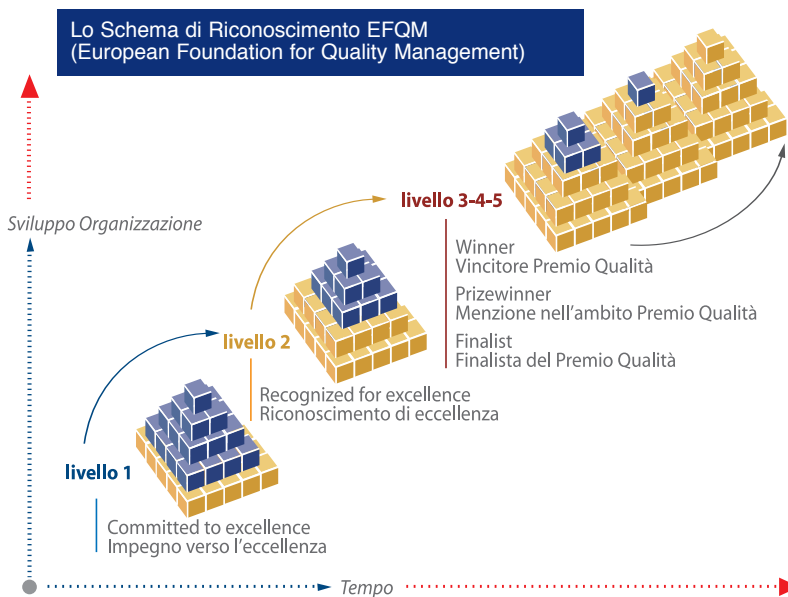 Lo Schema di Riconoscimento EFQM
(European Foundation for Quality Management)
Sviluppo Organizzazione
livello 3-4-5
Winner
Vincitore Premio Qualità
Prizewinner
Menzione nell'ambito Premio Qualità
Finalist
Finalista del Premio Qualità
livello 2
Recognized for excellence
Riconoscimento di eccellenza
livello 1
Committed to excellence
Impegno verso l'eccellenza
Tempo